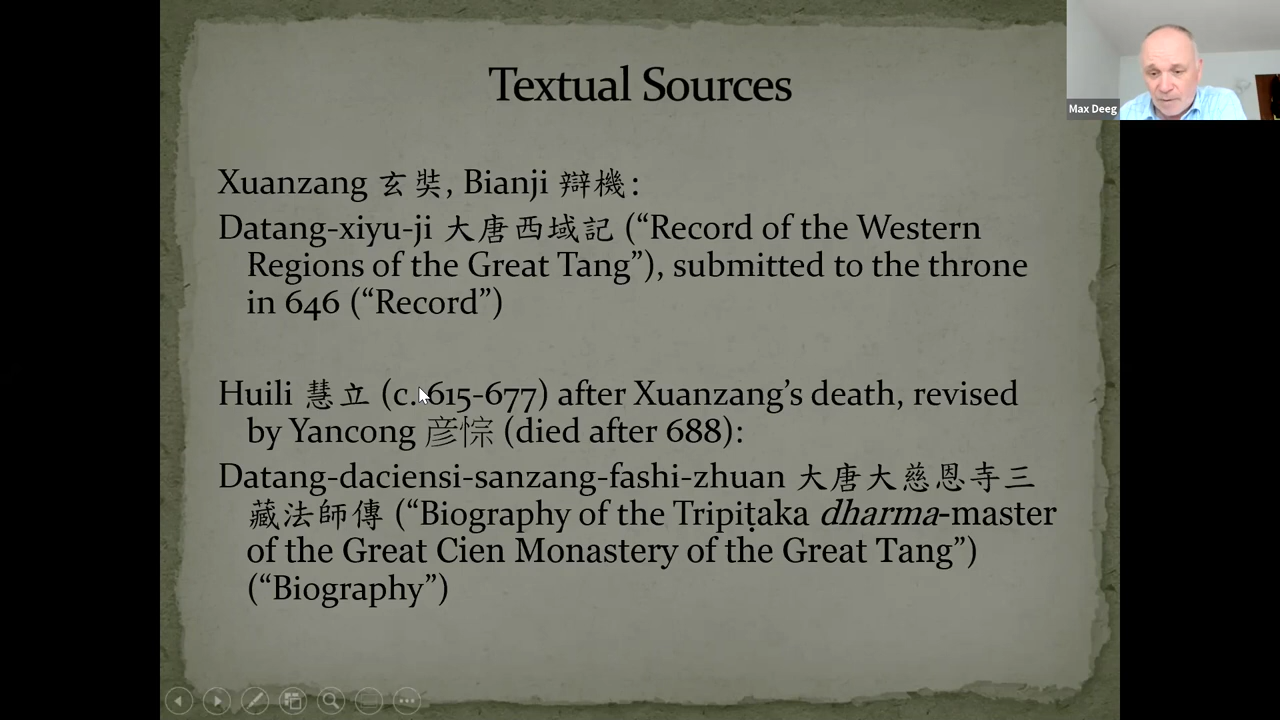 Textual Sources
Max Deeg
Xuanzang 玄奘, Bianji 辯機:
Datang-xiyu-ji 大唐西域記 (“Record of the Western
Regions of the Great Tang”), submitted to the throne
in 646 (“Record”)
Huili 慧立 (c. 615-677) after Xuanzang’s death, revised
by Yancong 彦悰 (died after 688):
Datang-daciensi-sanzang-fashi-zhuan 大唐大慈恩寺三
藏法師傳 (“Biography of the Tripiṭaka dharma-master
of the Great Cien Monastery of the Great Tang”)
(“Biography”)